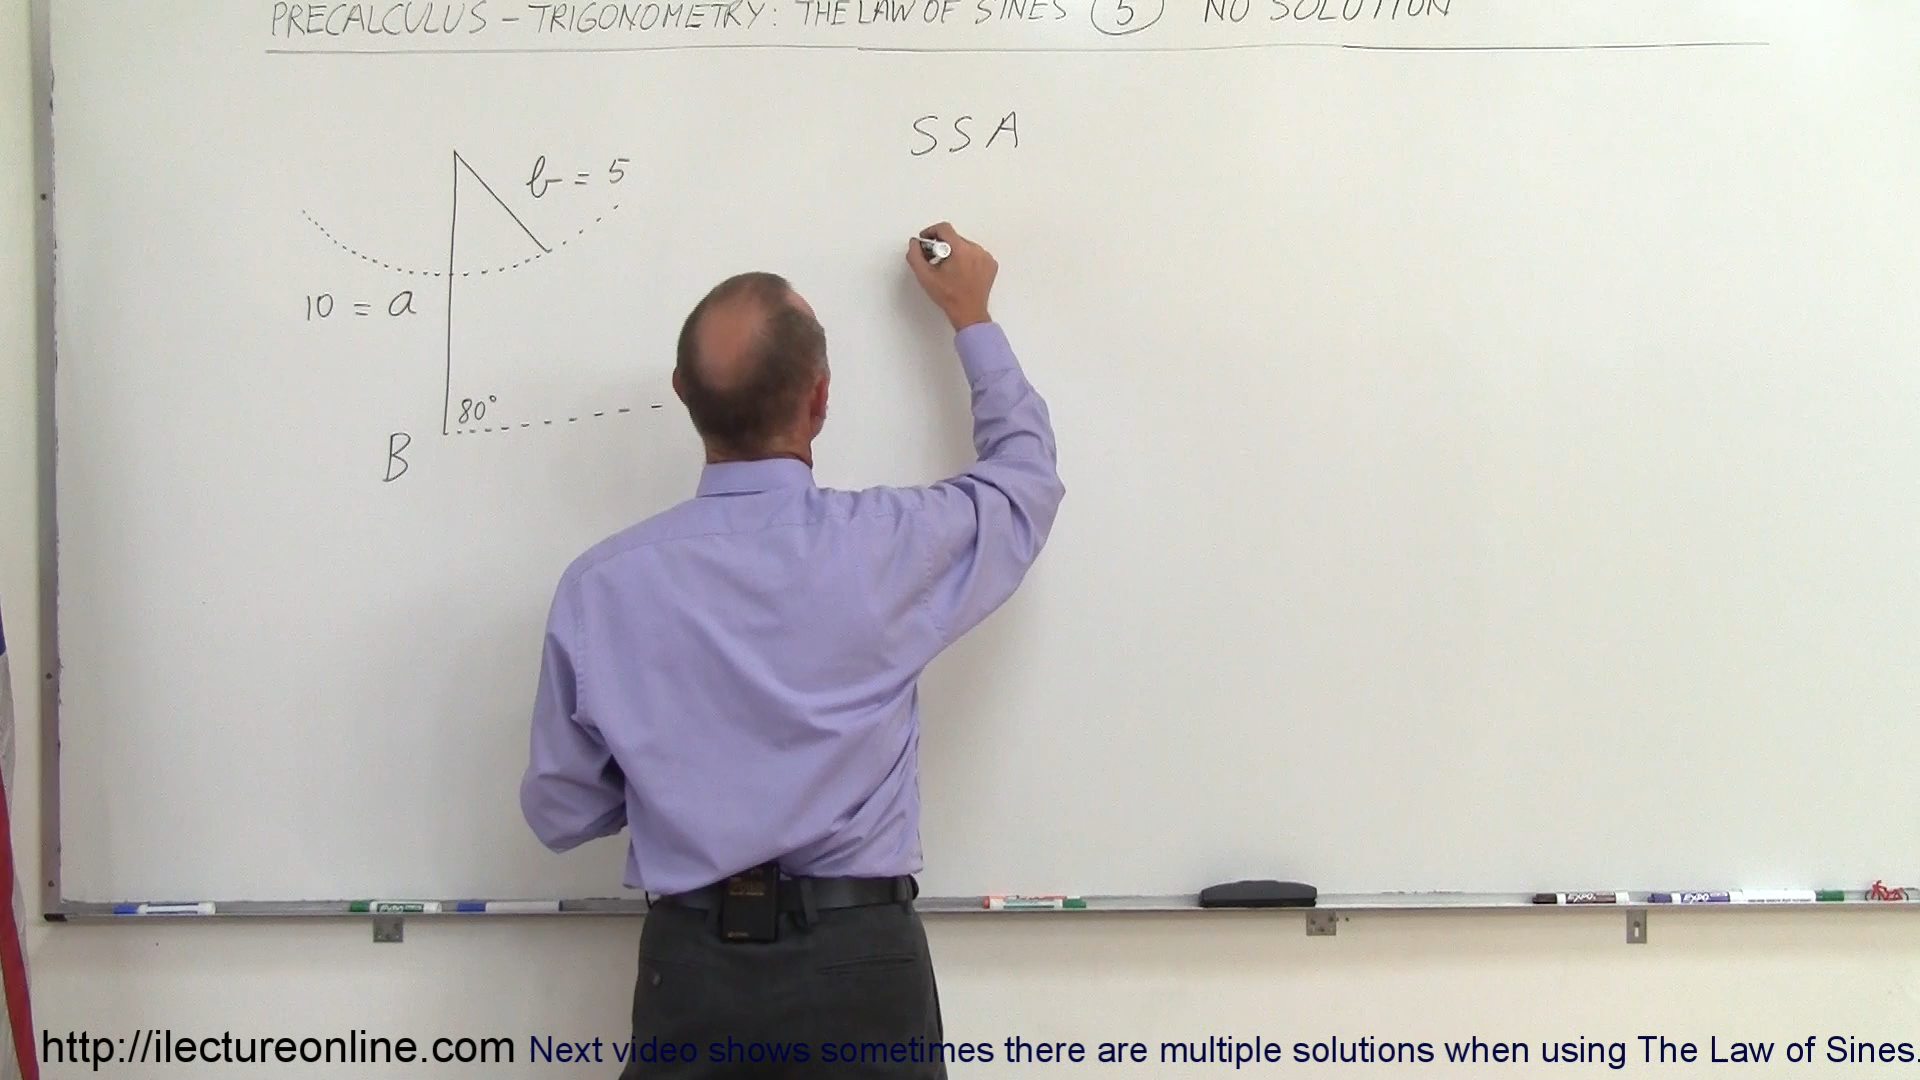 PRECALCULUS - TRIGONOMETRY: THE LAW OF SINES 5 NO SOLUTION
SSA
b = 5
10 = a
80°
B
http://ilectureonline.com Next video shows sometimes there are multiple solutions when using The Law of Sines.